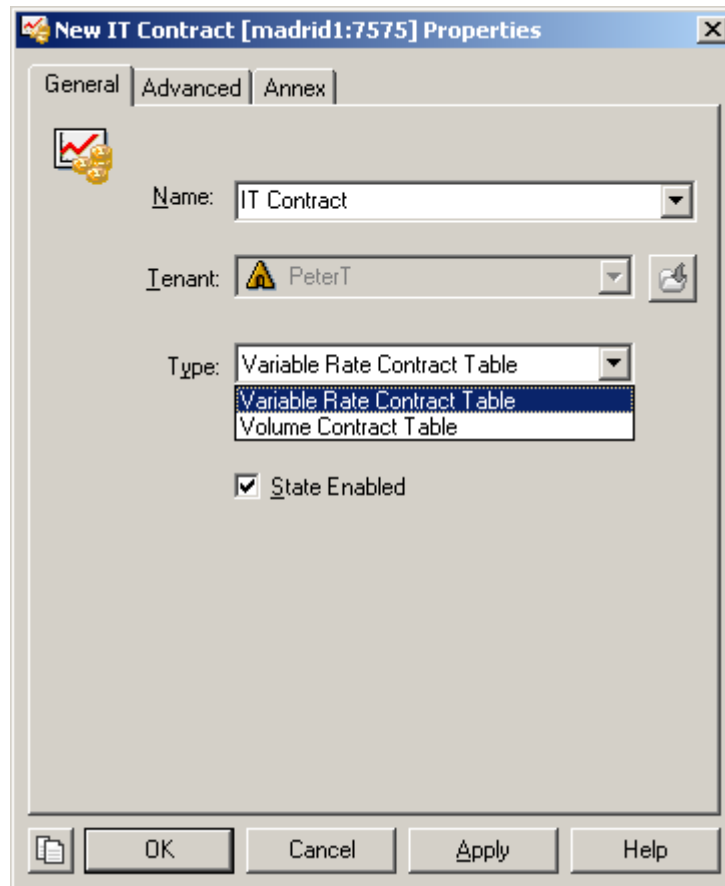 New IT Contract [madrid1:7575] Properties
General Advanced Annex
Name: IT Contract
Tenant: PeterT
Type: Variable Rate Contract Table
Variable Rate Contract Table
Volume Contract Table
State Enabled
OK Cancel Apply Help